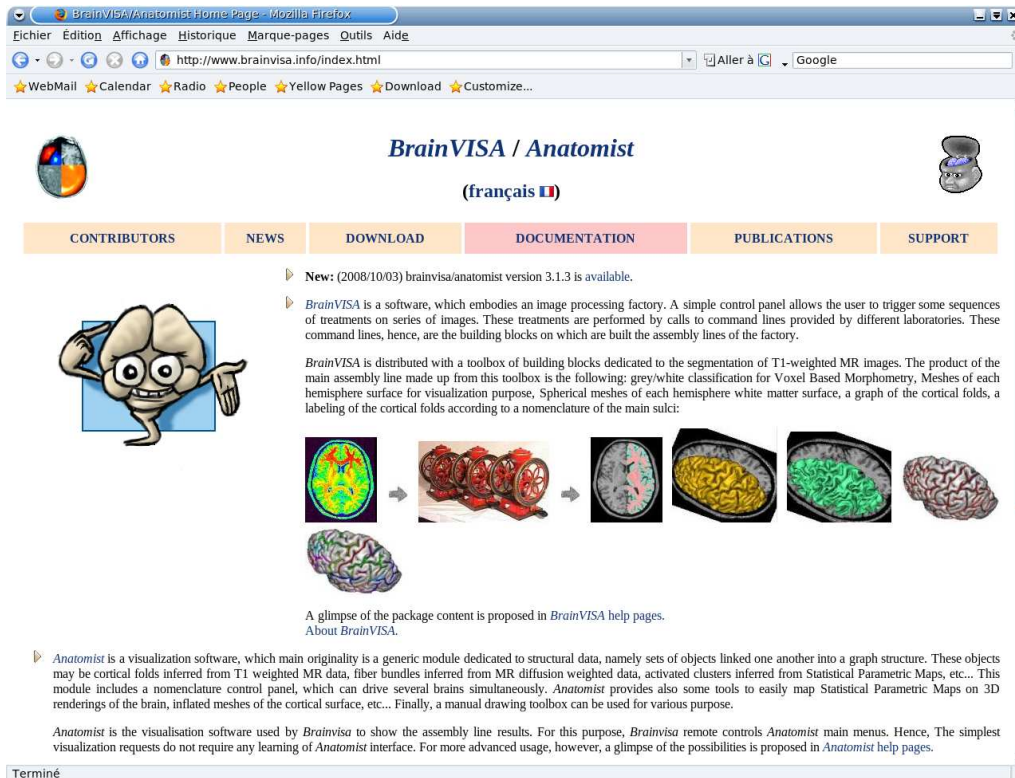 BrainVISA/Anatomist Home Page - Mozilla Firefox
Fichier Édition Affichage Historique Marque-pages Outils Aide
http://www.brainvisa.info/index.html Aller à G Google
WebMail Calendar Radio People Yellow Pages Download Customize...
BrainVISA / Anatomist
(français)
CONTRIBUTORS NEWS DOWNLOAD DOCUMENTATION PUBLICATIONS SUPPORT
New: (2008/10/03) brainvisa/anatomist version 3.1.3 is available.
BrainVISA is a software, which embodies an image processing factory. A simple control panel allows the user to trigger some sequences
of treatments on series of images. These treatments are performed by calls to command lines provided by different laboratories. These
command lines, hence, are the building blocks on which are built the assembly lines of the factory.
BrainVISA is distributed with a toolbox of building blocks dedicated to the segmentation of T1-weighted MR images. The product of the
main assembly line made up from this toolbox is the following: grey/white classification for Voxel Based Morphometry, Meshes of each
hemisphere surface for visualization purpose, Spherical meshes of each hemisphere white matter surface, a graph of the cortical folds, a
labeling of the cortical folds according to a nomenclature of the main sulci:
A glimpse of the package content is proposed in BrainVISA help pages.
About BrainVISA.
Anatomist is a visualization software, which main originality is a generic module dedicated to structural data, namely sets of objects linked one another into a graph structure. These objects
may be cortical folds inferred from T1 weighted MR data, fiber bundles inferred from MR diffusion weighted data, activated clusters inferred from Statistical Parametric Maps, etc... This
module includes a nomenclature control panel, which can drive several brains simultaneously. Anatomist provides also some tools to easily map Statistical Parametric Maps on 3D
renderings of the brain, inflated meshes of the cortical surface, etc... Finally, a manual drawing toolbox can be used for various purpose.
Anatomist is the visualisation software used by Brainvisa to show the assembly line results. For this purpose, Brainvisa remote controls Anatomist main menus. Hence, The simplest
visualization requests do not require any learning of Anatomist interface. For more advanced usage, however, a glimpse of the possibilities is proposed in Anatomist help pages.
Terminé